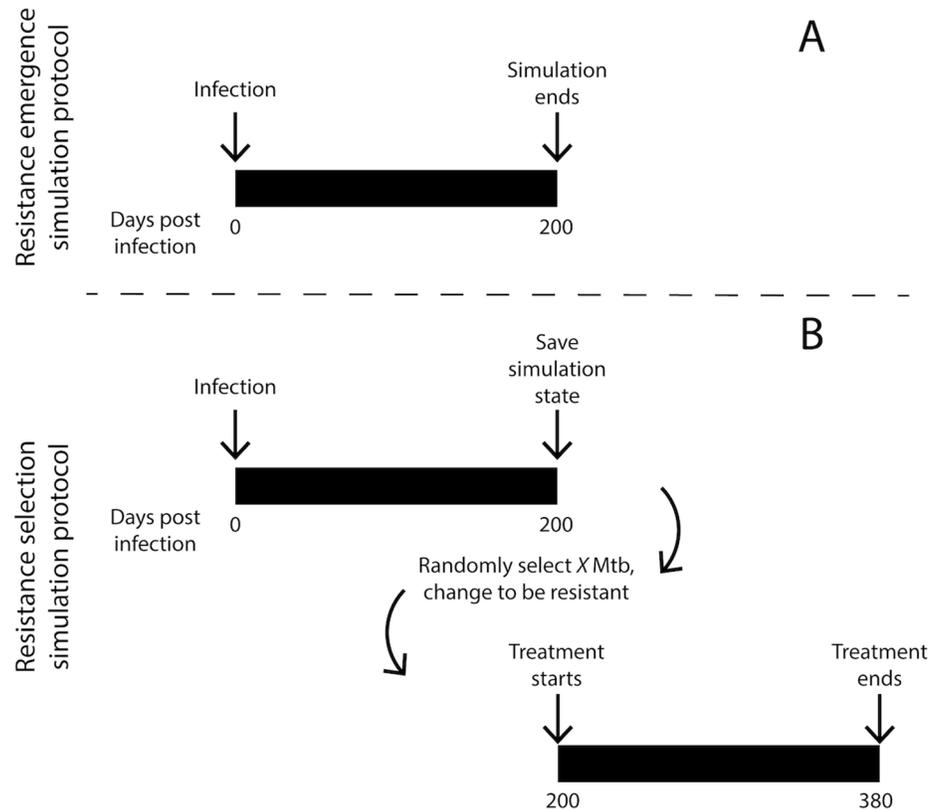 Resistance emergence
simulation protocol
A
Infection
Simulation
ends
Days post
infection
0
200
B
Resistance selection
simulation protocol
Infection
Save
simulation
state
Days post
infection
0
200
Randomly select X Mtb,
change to be resistant
Treatment
starts
Treatment
ends
200
380